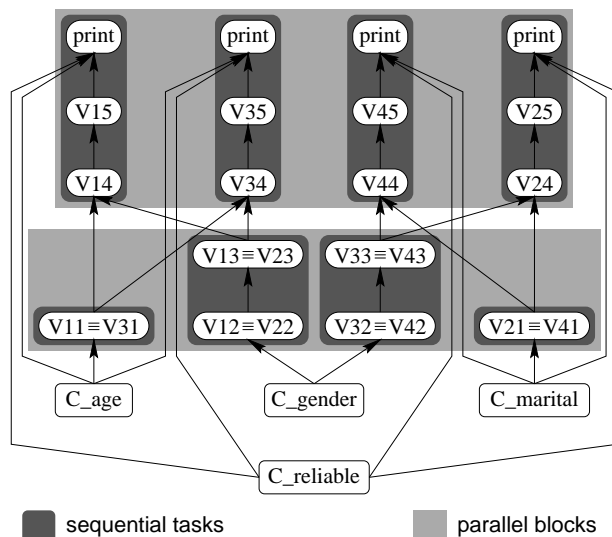 print print print print
V15 V35 V45 V25
V14 V34 V44 V24
V13≡V23 V33≡V43
V11≡V31 V12≡V22 V32≡V42 V21≡V41
C_age C_gender C_marital
C_reliable
sequential tasks parallel blocks